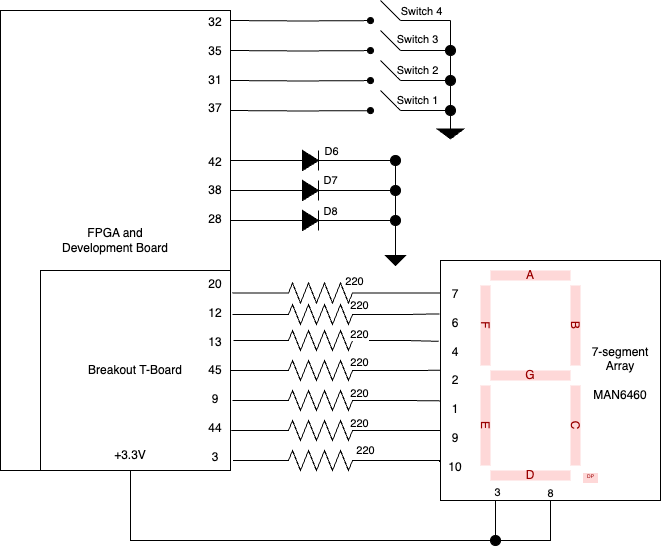 32
Switch 4
35
Switch 3
31
Switch 2
37
Switch 1
42
D6
38
D7
28
D8
FPGA and
Development Board
20
220
7
12
220
6
13
220
4
Breakout T-Board
45
220
2
9
220
1
44
220
9
3
220
10
+3.3V
A
F
B
G
E
C
D
DP
7-segment
Array
MAN6460
3
8